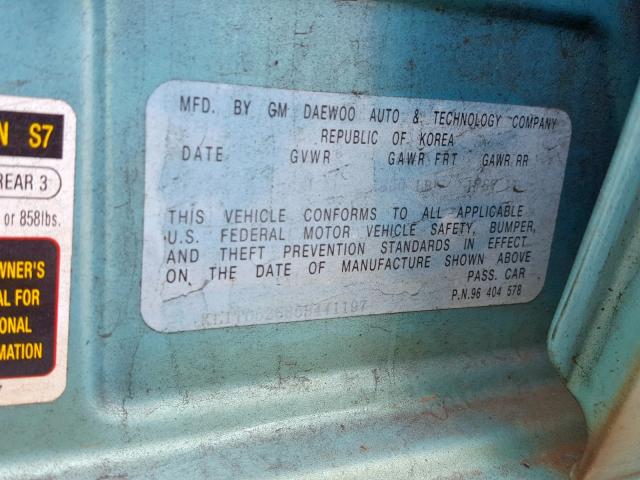 N S7
REAR 3
or 858lbs.
WNER'S
AL FOR
IONAL
MATION
MFD. BY GM DAEWOO AUTO & TECHNOLOGY COMPANY
REPUBLIC OF KOREA
DATE GVWR GAWR FRT GAWR RR
THIS VEHICLE CONFORMS TO ALL APPLICABLE
U.S. FEDERAL MOTOR VEHICLE SAFETY, BUMPER,
AND THEFT PREVENTION STANDARDS IN EFFECT
ON THE DATE OF MANUFACTURE SHOWN ABOVE
PASS. CAR
P.N.96 404 578